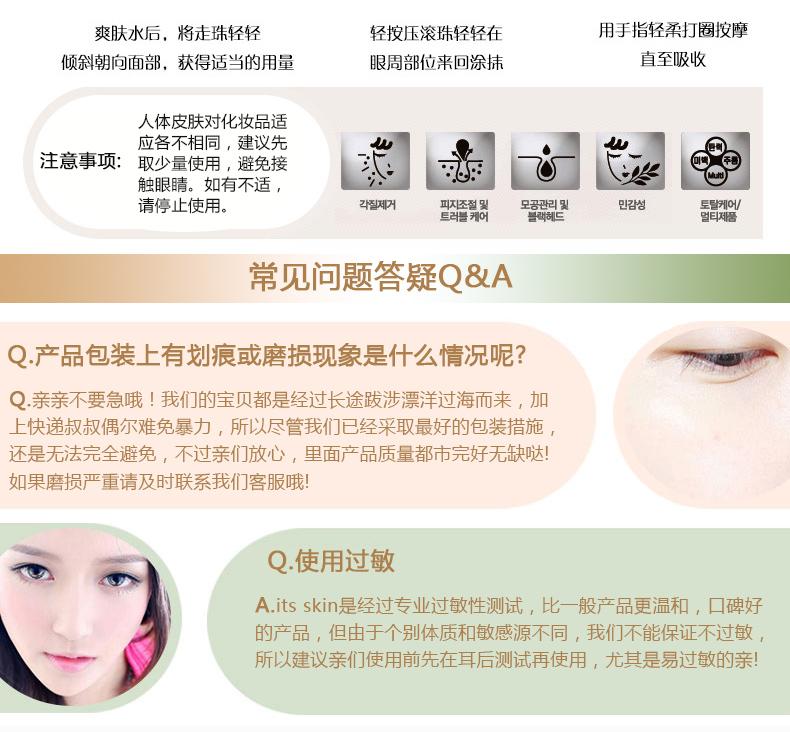 爽肤水后，将走珠轻轻
倾斜朝向面部，获得适当的用量
轻按压滚珠轻轻在
眼周部位来回涂抹
用手指轻柔打圈按摩
直至吸收
注意事项:
人体皮肤对化妆品适
应各不相同，建议先
取少量使用，避免接
触眼睛。如有不适，
请停止使用。
각질제거
피지조절 및
트러블 케어
모공관리 및
블랙헤드
민감성
탄력
미백
주름
Multi
토탈케어/
멀티제품
常见问题答疑Q&A
Q.产品包装上有划痕或磨损现象是什么情况呢?
Q.亲亲不要急哦！我们的宝贝都是经过长途跋涉漂洋过海而来，加
上快递叔叔偶尔难免暴力，所以尽管我们已经采取最好的包装措施，
还是无法完全避免，不过亲们放心，里面产品质量都市完好无缺哒!
如果磨损严重请及时联系我们客服哦!
Q.使用过敏
A.its skin是经过专业过敏性测试，比一般产品更温和，口碑好
的产品，但由于个别体质和敏感源不同，我们不能保证不过敏，
所以建议亲们使用前先在耳后测试再使用，尤其是易过敏的亲!